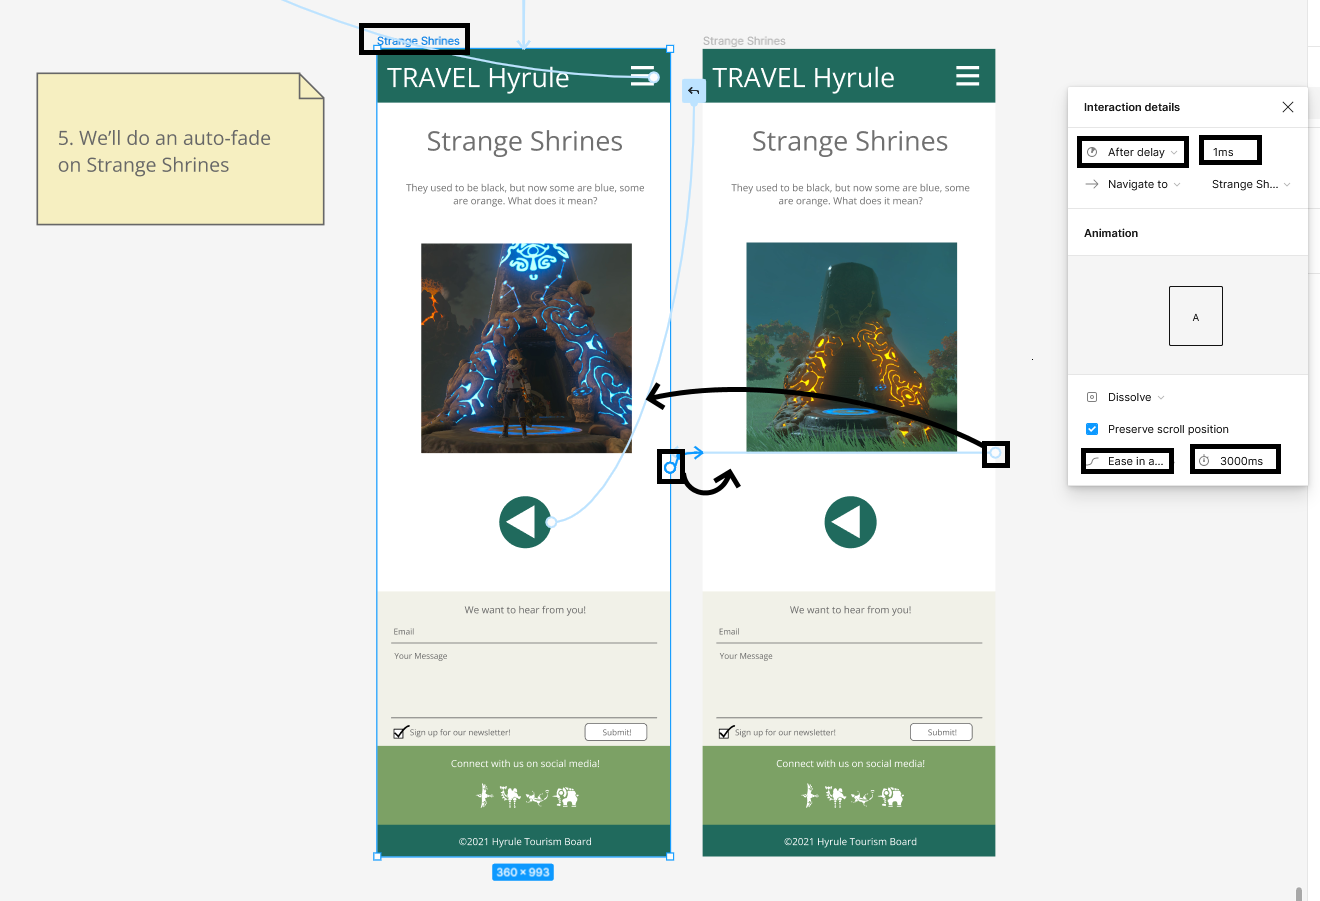 5. We'll do an auto-fade
on Strange Shrines
Strange Shrines
TRAVEL Hyrule
Strange Shrines
They used to be black, but now some are blue, some
are orange. What does it mean?
We want to hear from you!
Email
Your Message
Sign up for our newsletter!
Submit!
Connect with us on social media!
©2021 Hyrule Tourism Board
360 × 993
Strange Shrines
TRAVEL Hyrule
Strange Shrines
They used to be black, but now some are blue, some
are orange. What does it mean?
We want to hear from you!
Email
Your Message
Sign up for our newsletter!
Submit!
Connect with us on social media!
©2021 Hyrule Tourism Board
Interaction details
After delay 1ms
Navigate to Strange Sh...
Animation
A
Dissolve
Preserve scroll position
Ease in a... 3000ms